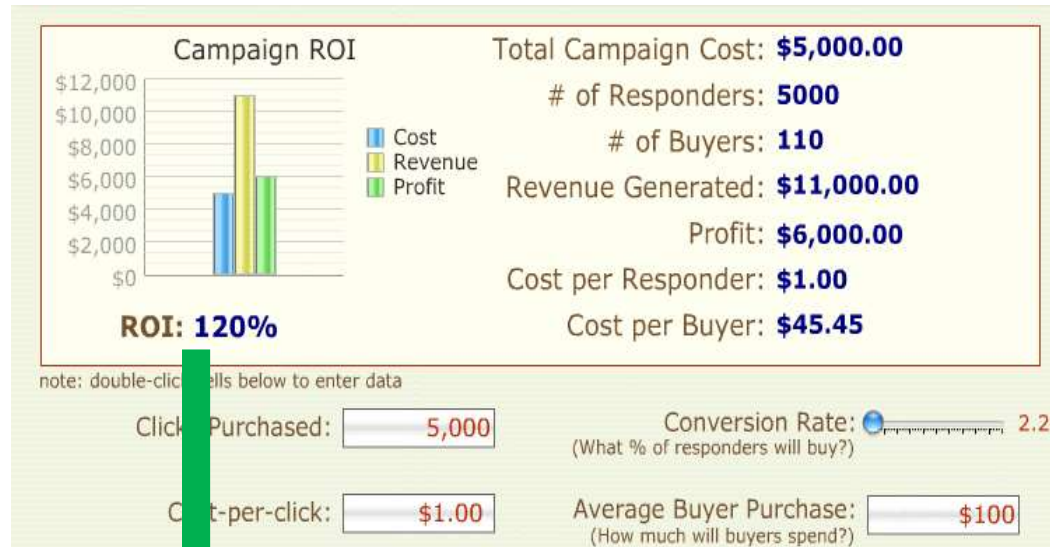 Campaign ROI
$12,000
$10,000
$8,000
$6,000
$4,000
$2,000
$0
Cost
Revenue
Profit
ROI: 120%
Total Campaign Cost: $5,000.00
# of Responders: 5000
# of Buyers: 110
Revenue Generated: $11,000.00
Profit: $6,000.00
Cost per Responder: $1.00
Cost per Buyer: $45.45
note: below to enter data
Purchased: 5,000
Conversion Rate: 2.2
(What % of responders will buy?)
-per-click: $1.00
Average Buyer Purchase: $100
(How much will buyers spend?)